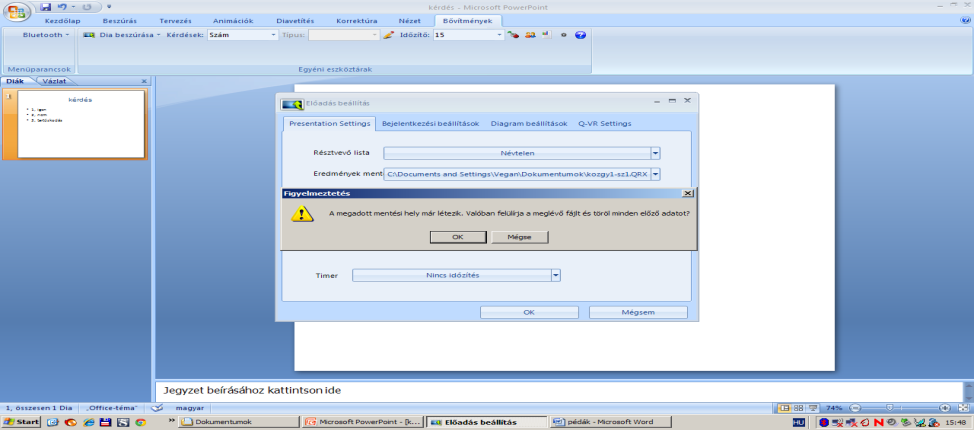 kérdés - Microsoft PowerPoint
Kezdőlap Beszúrás Tervezés Animációk Diavetítés Korrektúra Nézet Bővítmények
Bluetooth Dia beszúrása Kérdések: Szám Típus: Időzítő: 15
Menüparancsok Egyéni eszköztárak
Diák Vázlat
1
kérdés
1. igen
2. nem
Előadás beállítás
Presentation Settings Bejelentkezési beállítások Diagram beállítások Q-VR Settings
Résztvevő lista Névtelen
Eredmények ment C:\Documents and Settings\Vegan\Dokumentumok\kozgy1-sz1.QRX
Figyelmeztetés
A megadott mentési hely már létezik. Valóban felülírja a meglévő fájlt és töröl minden előző adatot?
OK Mégse
Timer Nincs időzítés
OK Mégsem
Jegyzet beírásához kattintson ide
1, összesen 1 Dia „Office-téma” magyar 74%
Start Dokumentumok Microsoft PowerPoint - [k... Előadás beállítás pédák - Microsoft Word HU 15:48